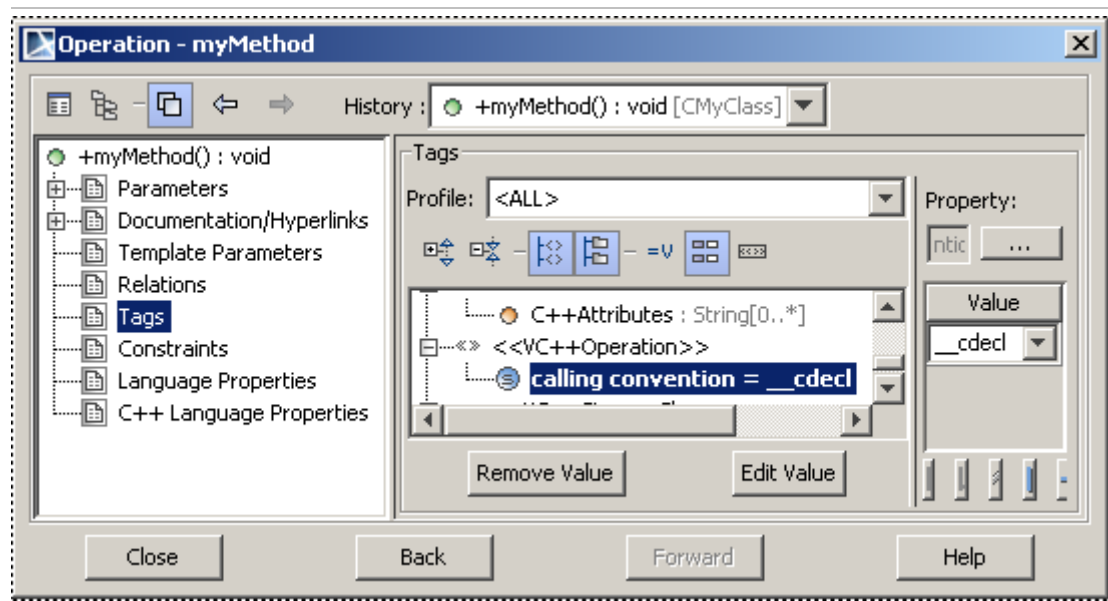 Operation - myMethod
History : +myMethod() : void [CMyClass]
+myMethod() : void
Parameters
Documentation/Hyperlinks
Template Parameters
Relations
Tags
Constraints
Language Properties
C++ Language Properties
Tags
Profile: <ALL>
=V
C++Attributes : String[0..*]
«» <<VC++Operation>>
calling convention = __cdecl
Remove Value Edit Value
Property:
ntic ...
Value
__cdecl
Close Back Forward Help